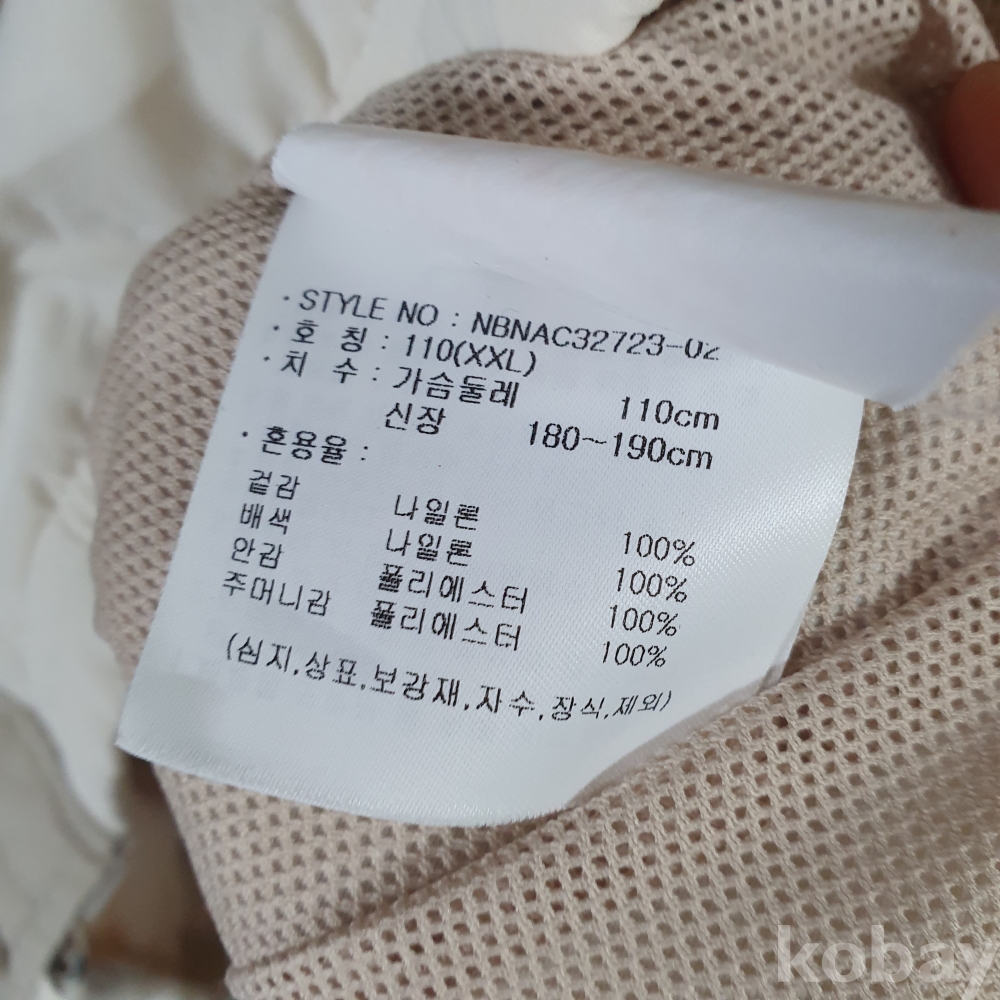 · STYLE NO : NBNAC32723-02
· 호 칭 : 110(XXL)
· 치 수 : 가슴둘레 110cm
신장 180~190cm
· 혼용율 :
겉감 나일론 100%
배색 나일론 100%
안감 폴리에스터 100%
주머니감 폴리에스터 100%
(심지,상표,보강재,자수,장식,제외)
kobay